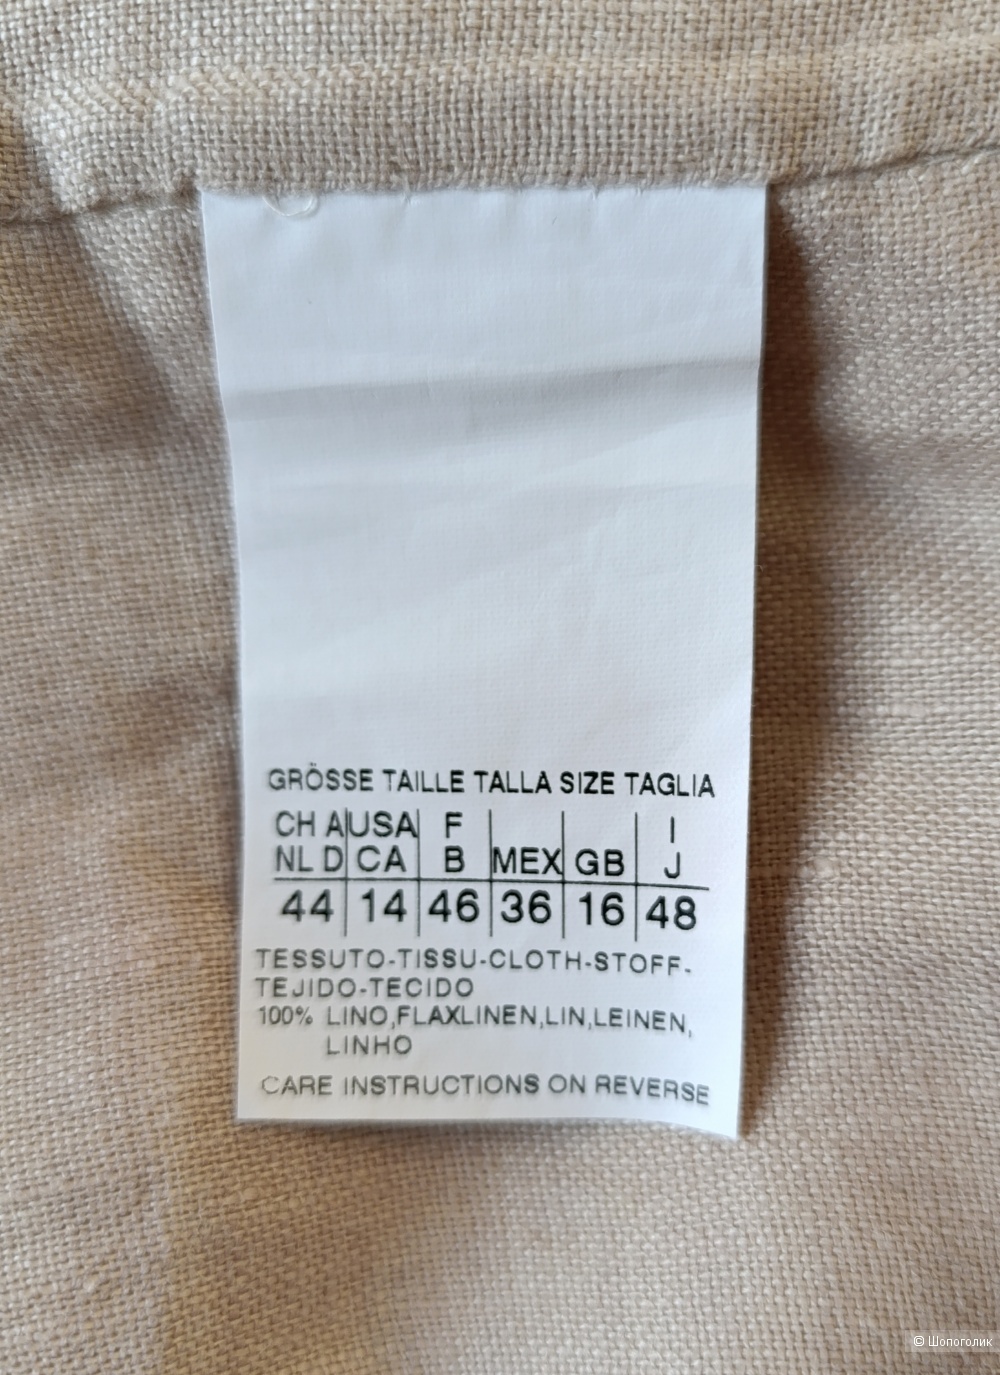 GRÖSSE TAILLE TALLA SIZE TAGLIA
CH A USA F I
NL D CA B MEX GB J
44 14 46 36 16 48
TESSUTO-TISSU-CLOTH-STOFF-
TEJIDO-TECIDO
100% LINO,FLAXLINEN,LIN,LEINEN,
LINHO
CARE INSTRUCTIONS ON REVERSE
© Шопоголик